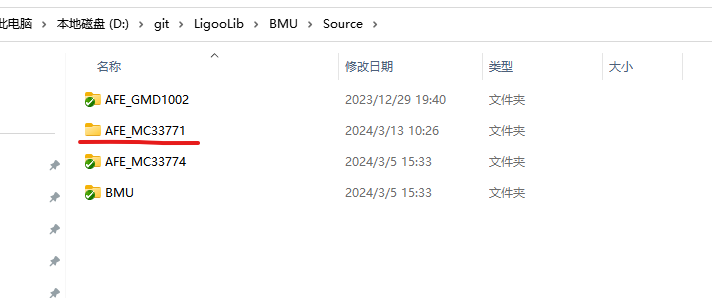 此电脑 > 本地磁盘 (D:) > git > LigooLib > BMU > Source >
名称 修改日期 类型 大小
AFE_GMD1002 2023/12/29 19:40 文件夹
AFE_MC33771 2024/3/13 10:26 文件夹
AFE_MC33774 2024/3/5 15:33 文件夹
BMU 2024/3/5 15:33 文件夹